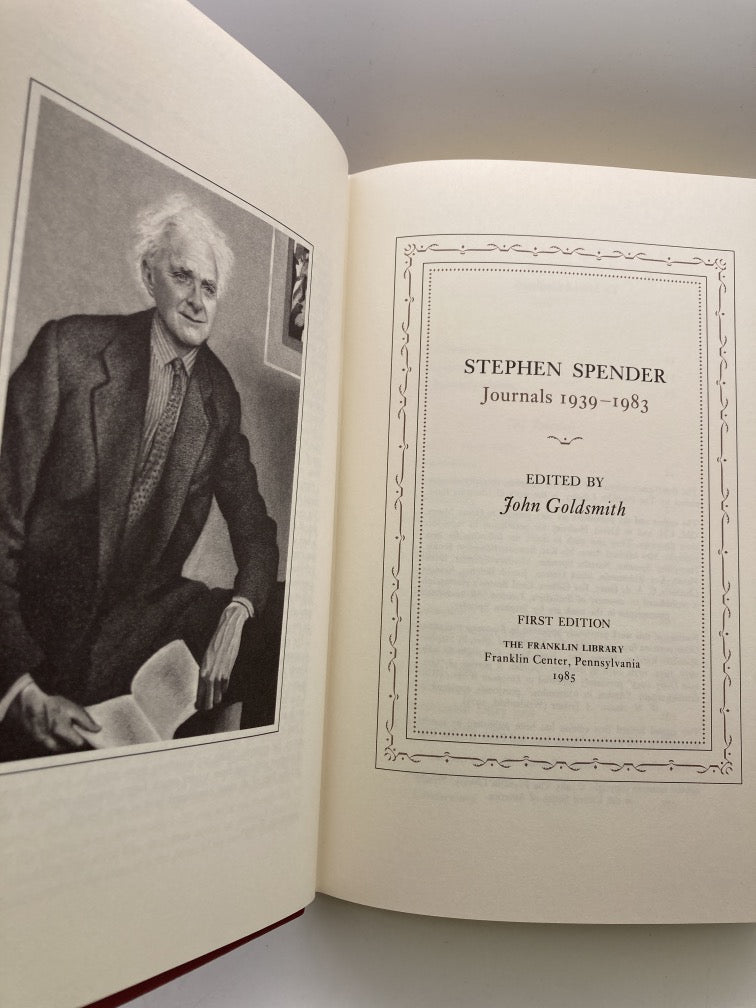 STEPHEN SPENDER
Journals 1939–1983
EDITED BY
John Goldsmith
FIRST EDITION
THE FRANKLIN LIBRARY
Franklin Center, Pennsylvania
1985